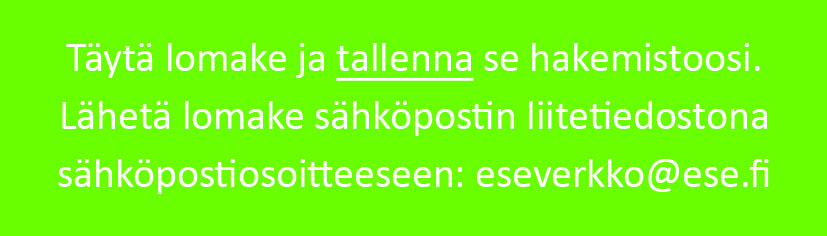 Täytä lomake ja tallenna se hakemistoosi.
Lähetä lomake sähköpostin liitetiedostona
sähköpostiosoitteeseen: eseverkko@ese.fi